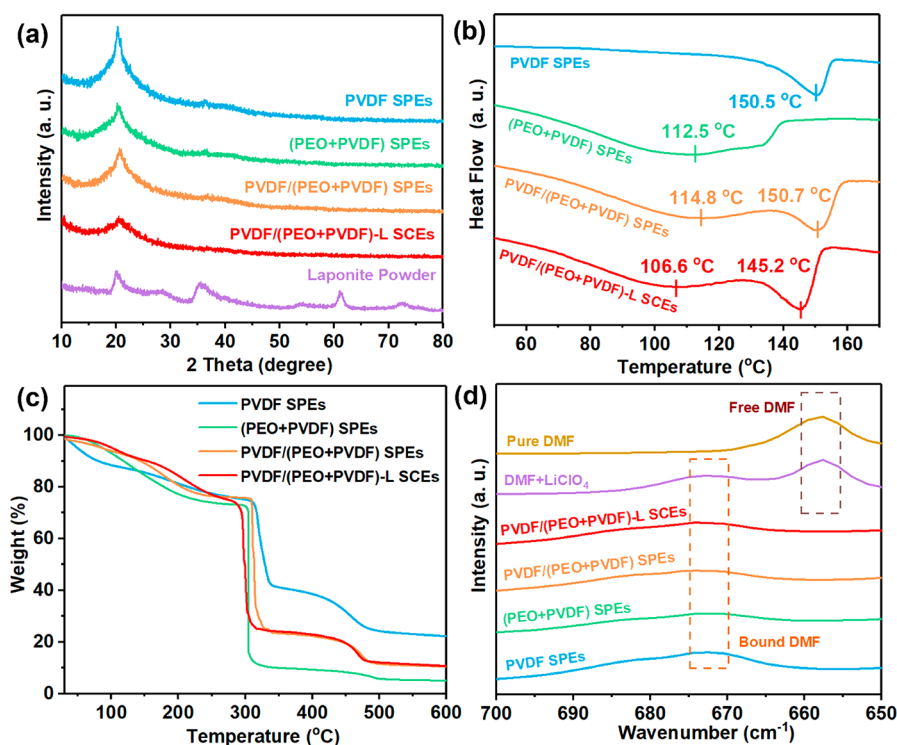 (a)
PVDF SPEs
(PEO+PVDF) SPEs
PVDF/(PEO+PVDF) SPEs
PVDF/(PEO+PVDF)-L SCEs
Laponite Powder
Intensity (a. u.)
10 20 30 40 50 60 70 80
2 Theta (degree)
(b)
PVDF SPEs
150.5 °C
(PEO+PVDF) SPEs
112.5 °C
PVDF/(PEO+PVDF) SPEs
114.8 °C 150.7 °C
PVDF/(PEO+PVDF)-L SCEs
106.6 °C 145.2 °C
Heat Flow (a. u.)
60 80 100 120 140 160
Temperature (°C)
(c)
PVDF SPEs
(PEO+PVDF) SPEs
PVDF/(PEO+PVDF) SPEs
PVDF/(PEO+PVDF)-L SCEs
Weight (%)
100
80
60
40
20
0
100 200 300 400 500 600
Temperature (°C)
(d)
Free DMF
Pure DMF
DMF+LiClO₄
PVDF/(PEO+PVDF)-L SCEs
PVDF/(PEO+PVDF) SPEs
(PEO+PVDF) SPEs
Bound DMF
PVDF SPEs
Intensity (a. u.)
700 690 680 670 660 650
Wavenumber (cm⁻¹)